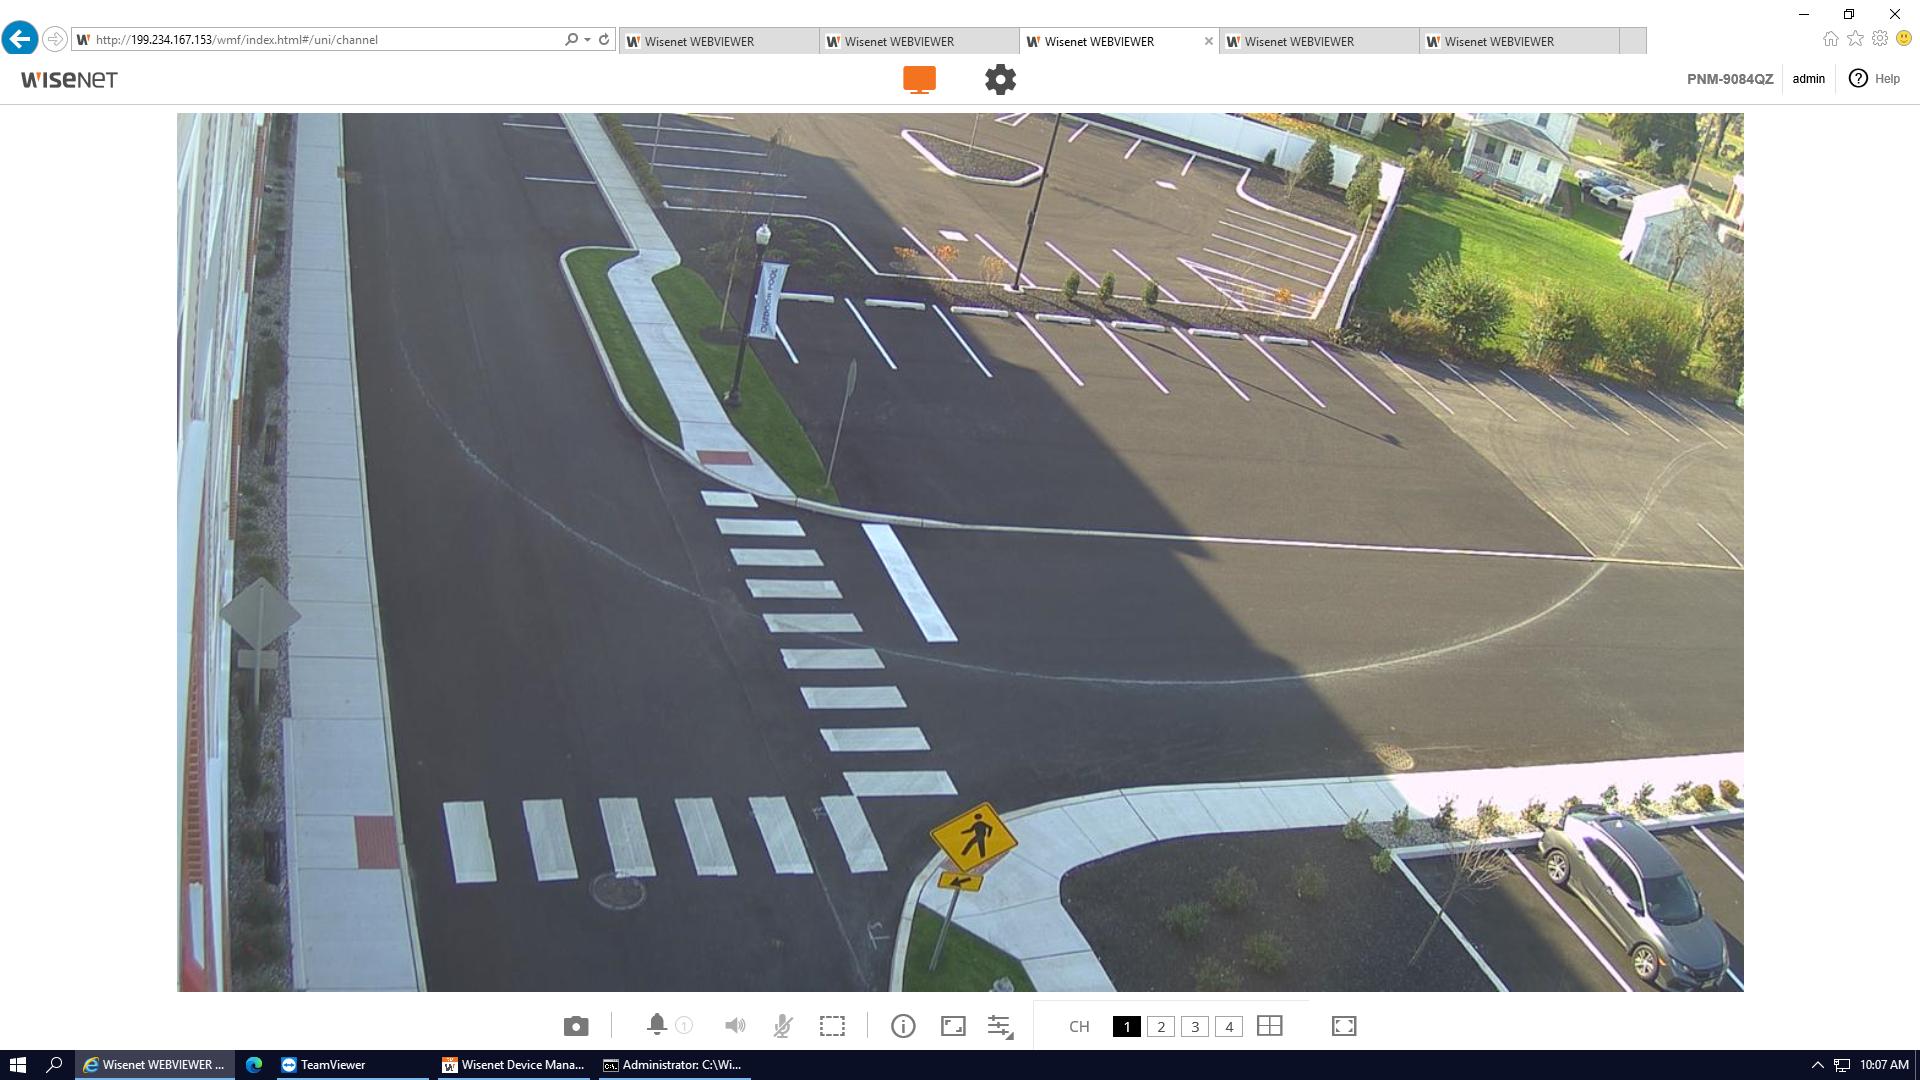 http://199.234.167.153/wmf/index.html#/uni/channel
Wisenet WEBVIEWER
Wisenet WEBVIEWER
Wisenet WEBVIEWER
Wisenet WEBVIEWER
Wisenet WEBVIEWER
WISENET
PNM-9084QZ
admin
? Help
OUTDOOR POOL
1
CH
1
2
3
4
Wisenet WEBVIEWER ...
TeamViewer
Wisenet Device Mana...
Administrator: C:\Wi...
10:07 AM